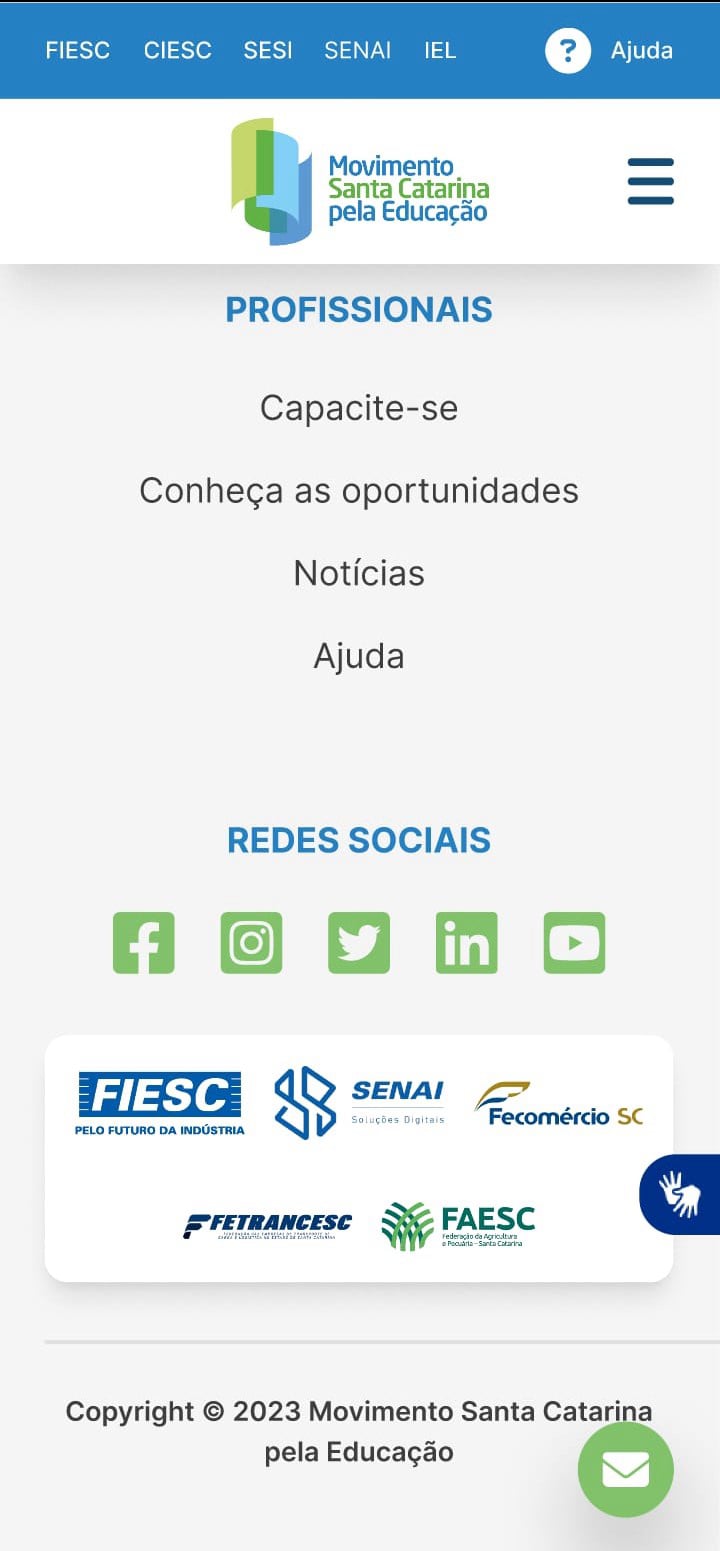 FIESC CIESC SESI SENAI IEL ? Ajuda
Movimento
Santa Catarina
pela Educação
PROFISSIONAIS
Capacite-se
Conheça as oportunidades
Notícias
Ajuda
REDES SOCIAIS
FIESC
PELO FUTURO DA INDÚSTRIA
SENAI
Soluções Digitais
Fecomércio SC
FETRANCESC
FAESC
Federação da Agricultura
e Pecuária - Santa Catarina
Copyright © 2023 Movimento Santa Catarina
pela Educação